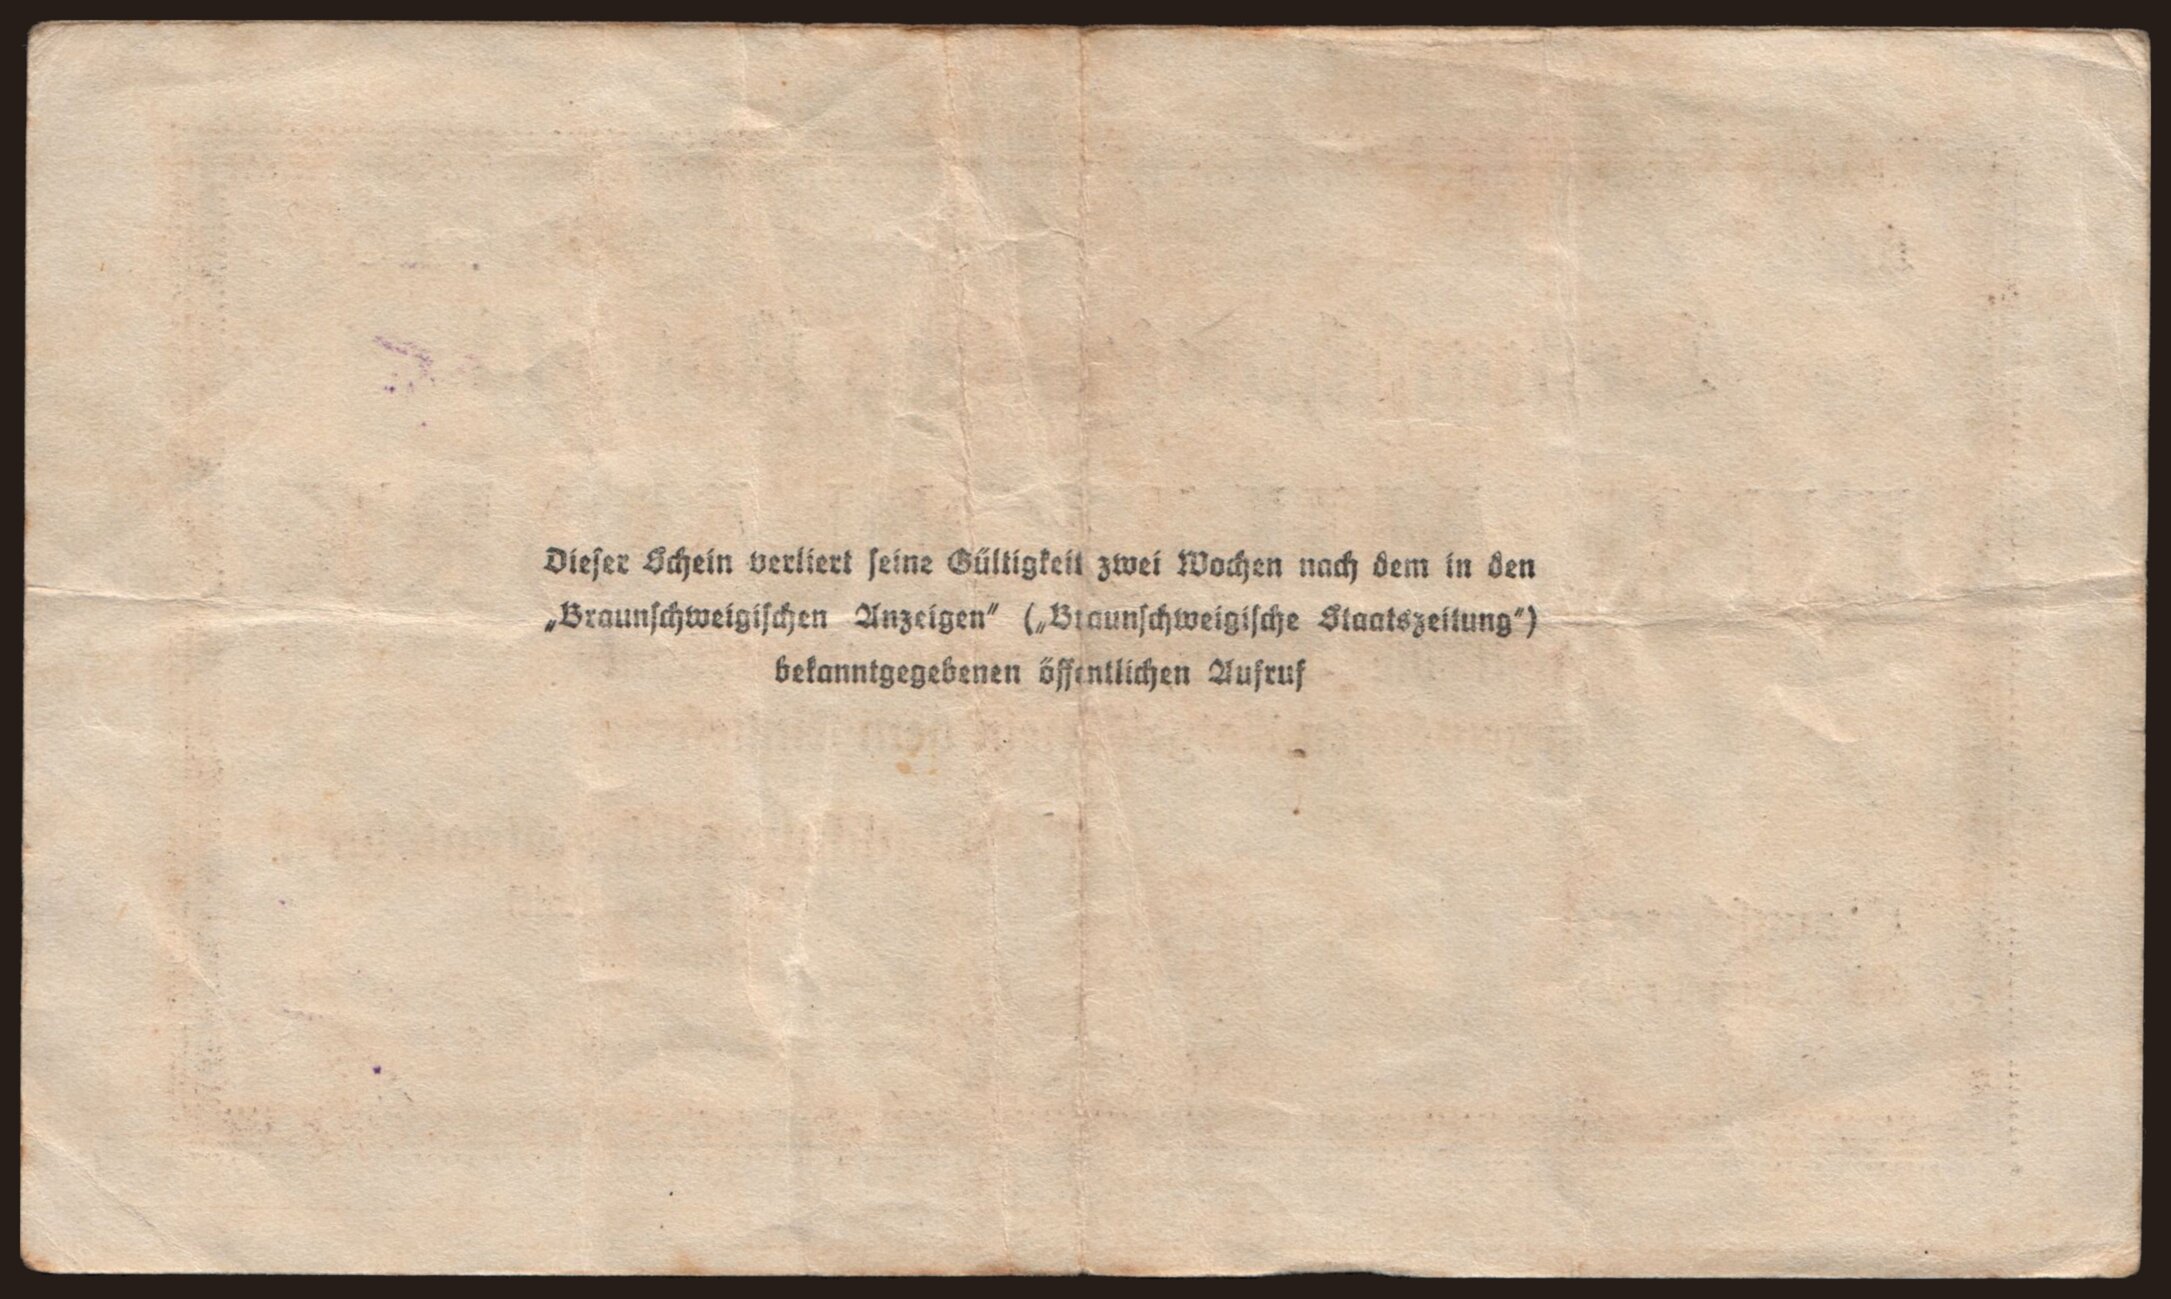 Dieser Schein verliert seine Gültigkeit zwei Wochen nach dem in den
„Braunschweigischen Anzeigen“ („Braunschweigische Staatszeitung“)
bekanntgegebenen öffentlichen Aufruf